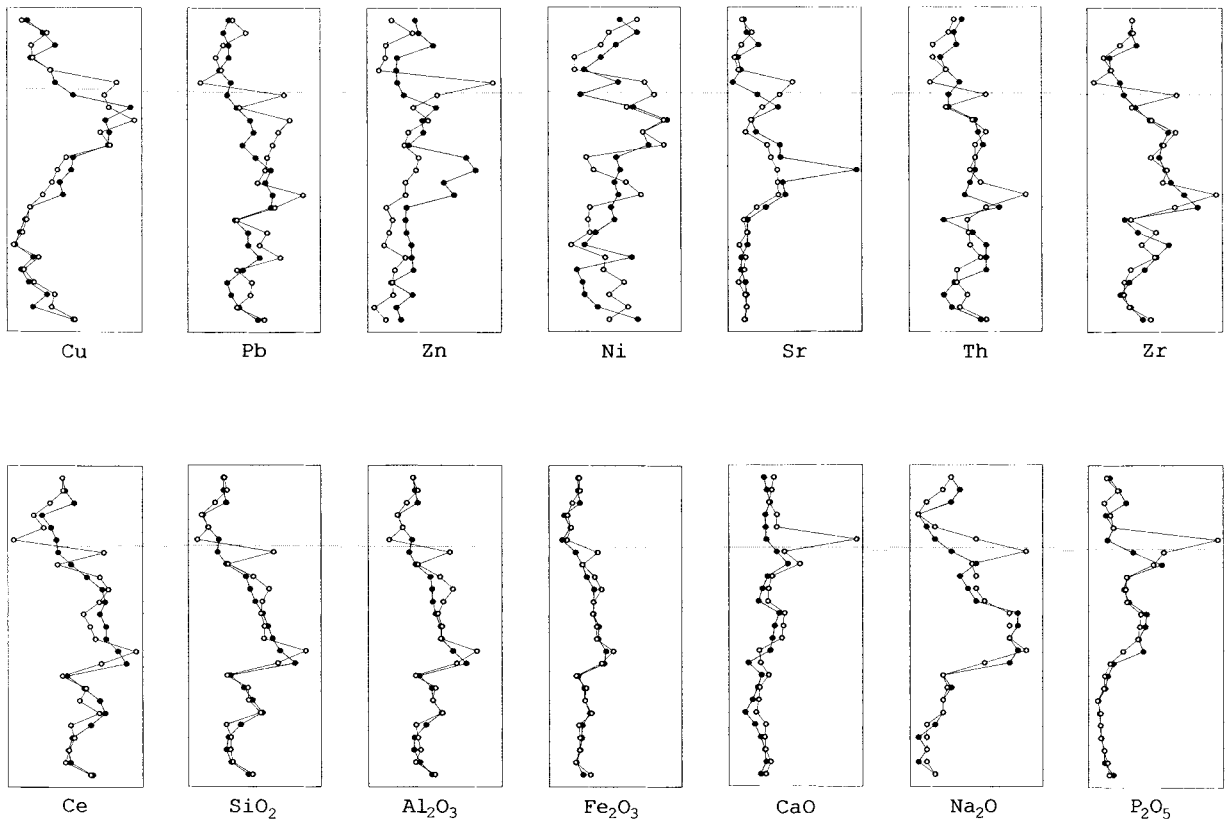 Cu Pb Zn Ni Sr Th Zr
Ce SiO₂ Al₂O₃ Fe₂O₃ CaO Na₂O P₂O₅